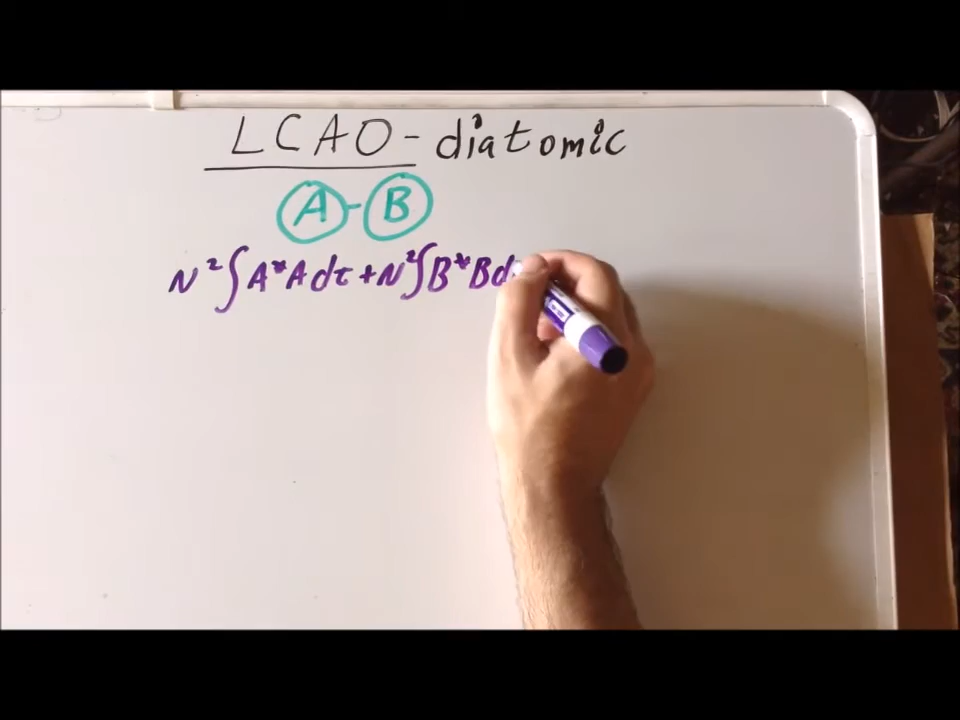 LCAO - diatomic
A - B
N²∫A*Adτ + N²∫B*Bd